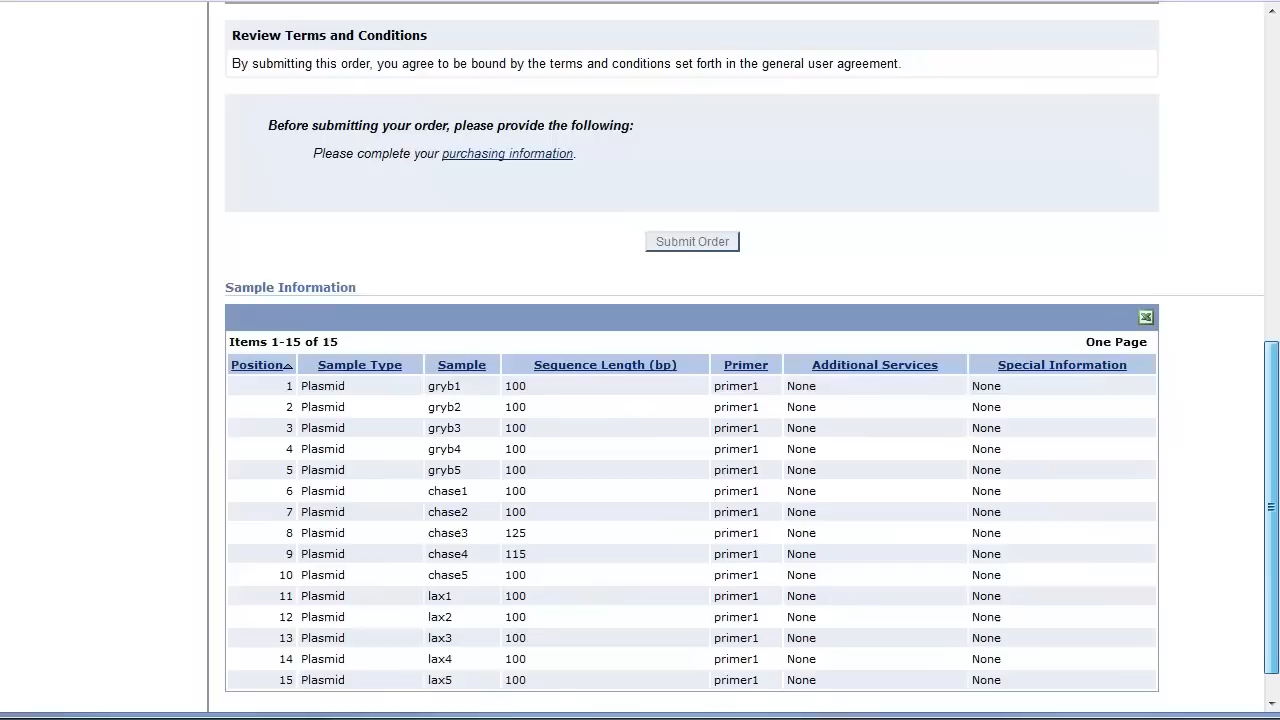 Review Terms and Conditions
By submitting this order, you agree to be bound by the terms and conditions set forth in the general user agreement.
Before submitting your order, please provide the following:
Please complete your purchasing information.
Submit Order
Sample Information
Items 1-15 of 15 One Page
Position Sample Type Sample Sequence Length (bp) Primer Additional Services Special Information
1 Plasmid gryb1 100 primer1 None None
2 Plasmid gryb2 100 primer1 None None
3 Plasmid gryb3 100 primer1 None None
4 Plasmid gryb4 100 primer1 None None
5 Plasmid gryb5 100 primer1 None None
6 Plasmid chase1 100 primer1 None None
7 Plasmid chase2 100 primer1 None None
8 Plasmid chase3 125 primer1 None None
9 Plasmid chase4 115 primer1 None None
10 Plasmid chase5 100 primer1 None None
11 Plasmid lax1 100 primer1 None None
12 Plasmid lax2 100 primer1 None None
13 Plasmid lax3 100 primer1 None None
14 Plasmid lax4 100 primer1 None None
15 Plasmid lax5 100 primer1 None None